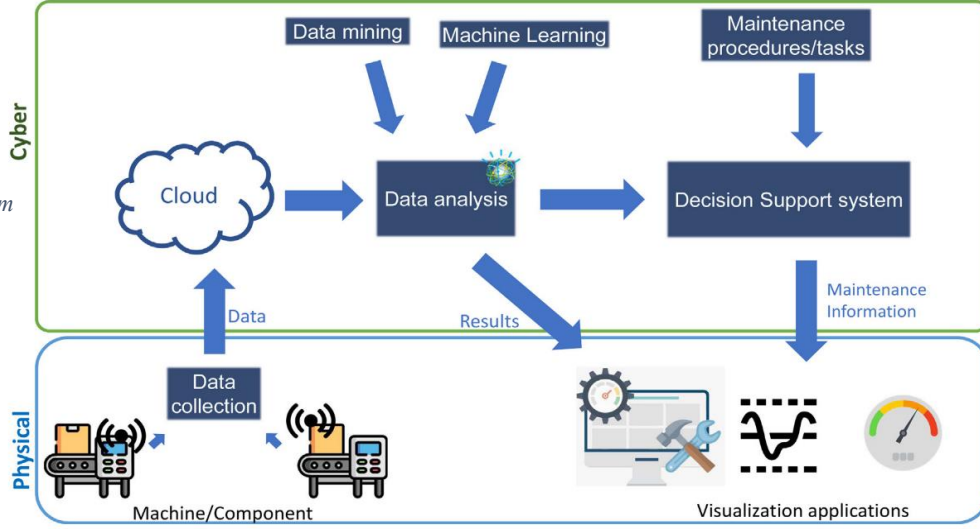 Data mining
Machine Learning
Maintenance
procedures/tasks
Cyber
m
Cloud
Data analysis
Decision Support system
Data
Results
Maintenance
Information
Physical
Data
collection
Machine/Component
Visualization applications